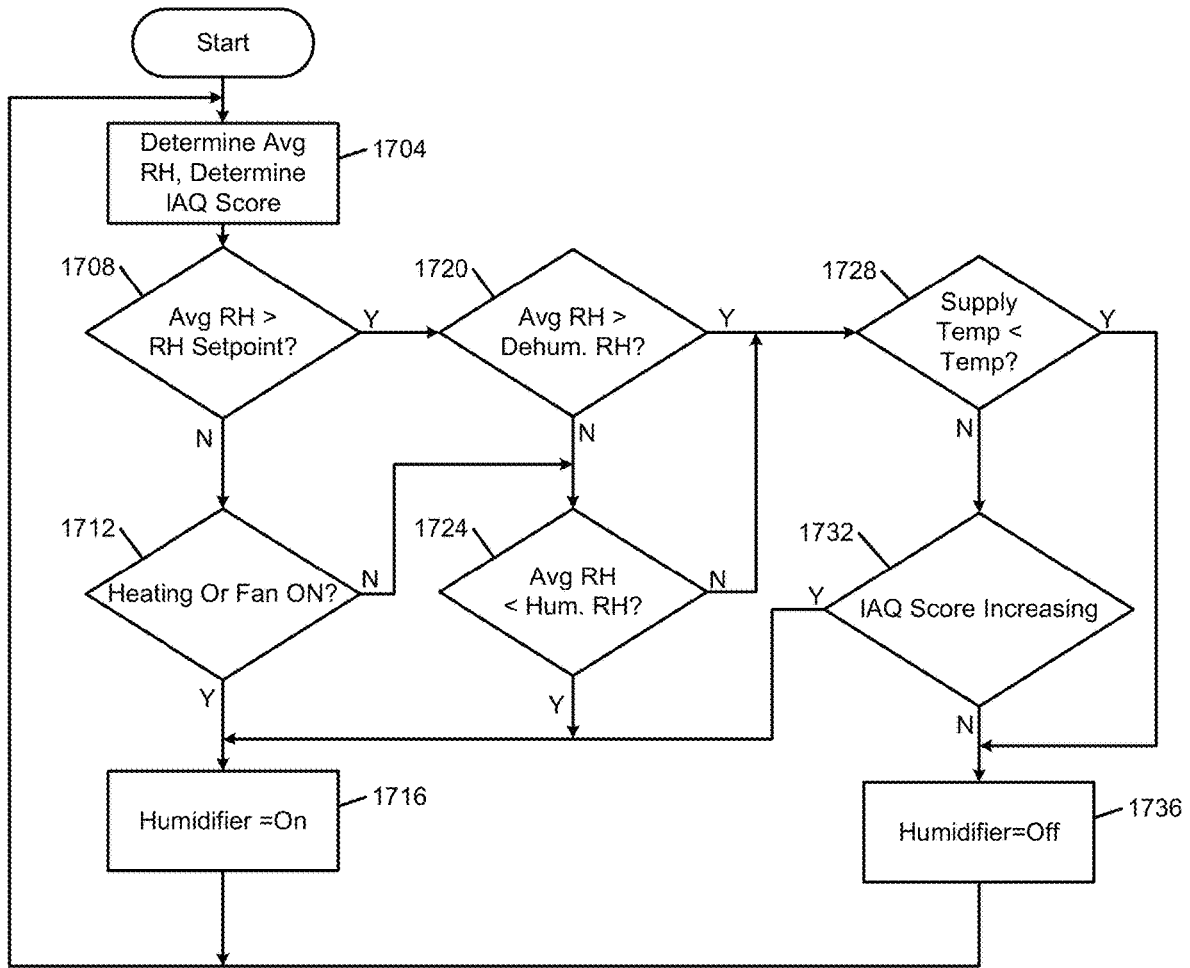 Start
Determine Avg
RH, Determine
IAQ Score
1704
1708
Avg RH >
RH Setpoint?
Y
N
1720
Avg RH >
Dehum. RH?
Y
N
1728
Supply
Temp <
Temp?
Y
N
1712
Heating Or Fan ON?
N
Y
1724
Avg RH
< Hum. RH?
N
Y
1732
IAQ Score Increasing
Y
N
Humidifier =On
1716
Humidifier=Off
1736